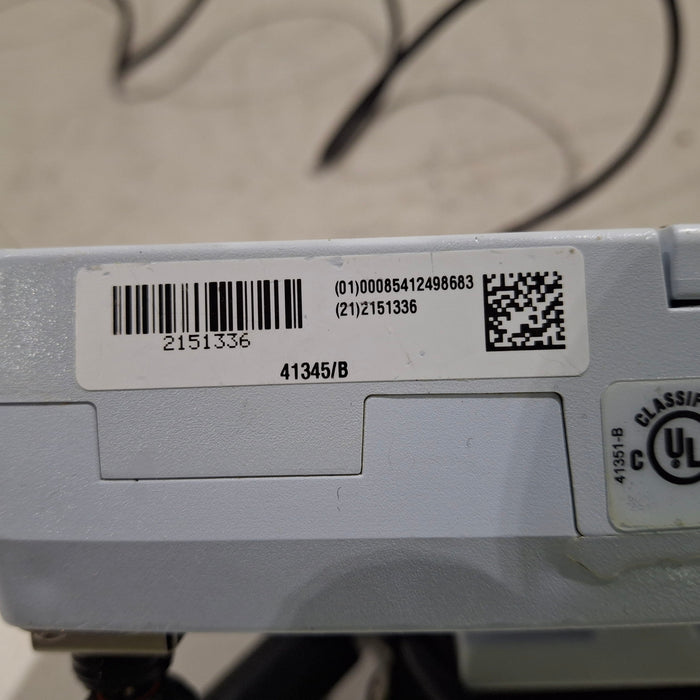 (01)00085412498683
(21)2151336
2151336
41345/B
CLASSIF
C UL
41351-B